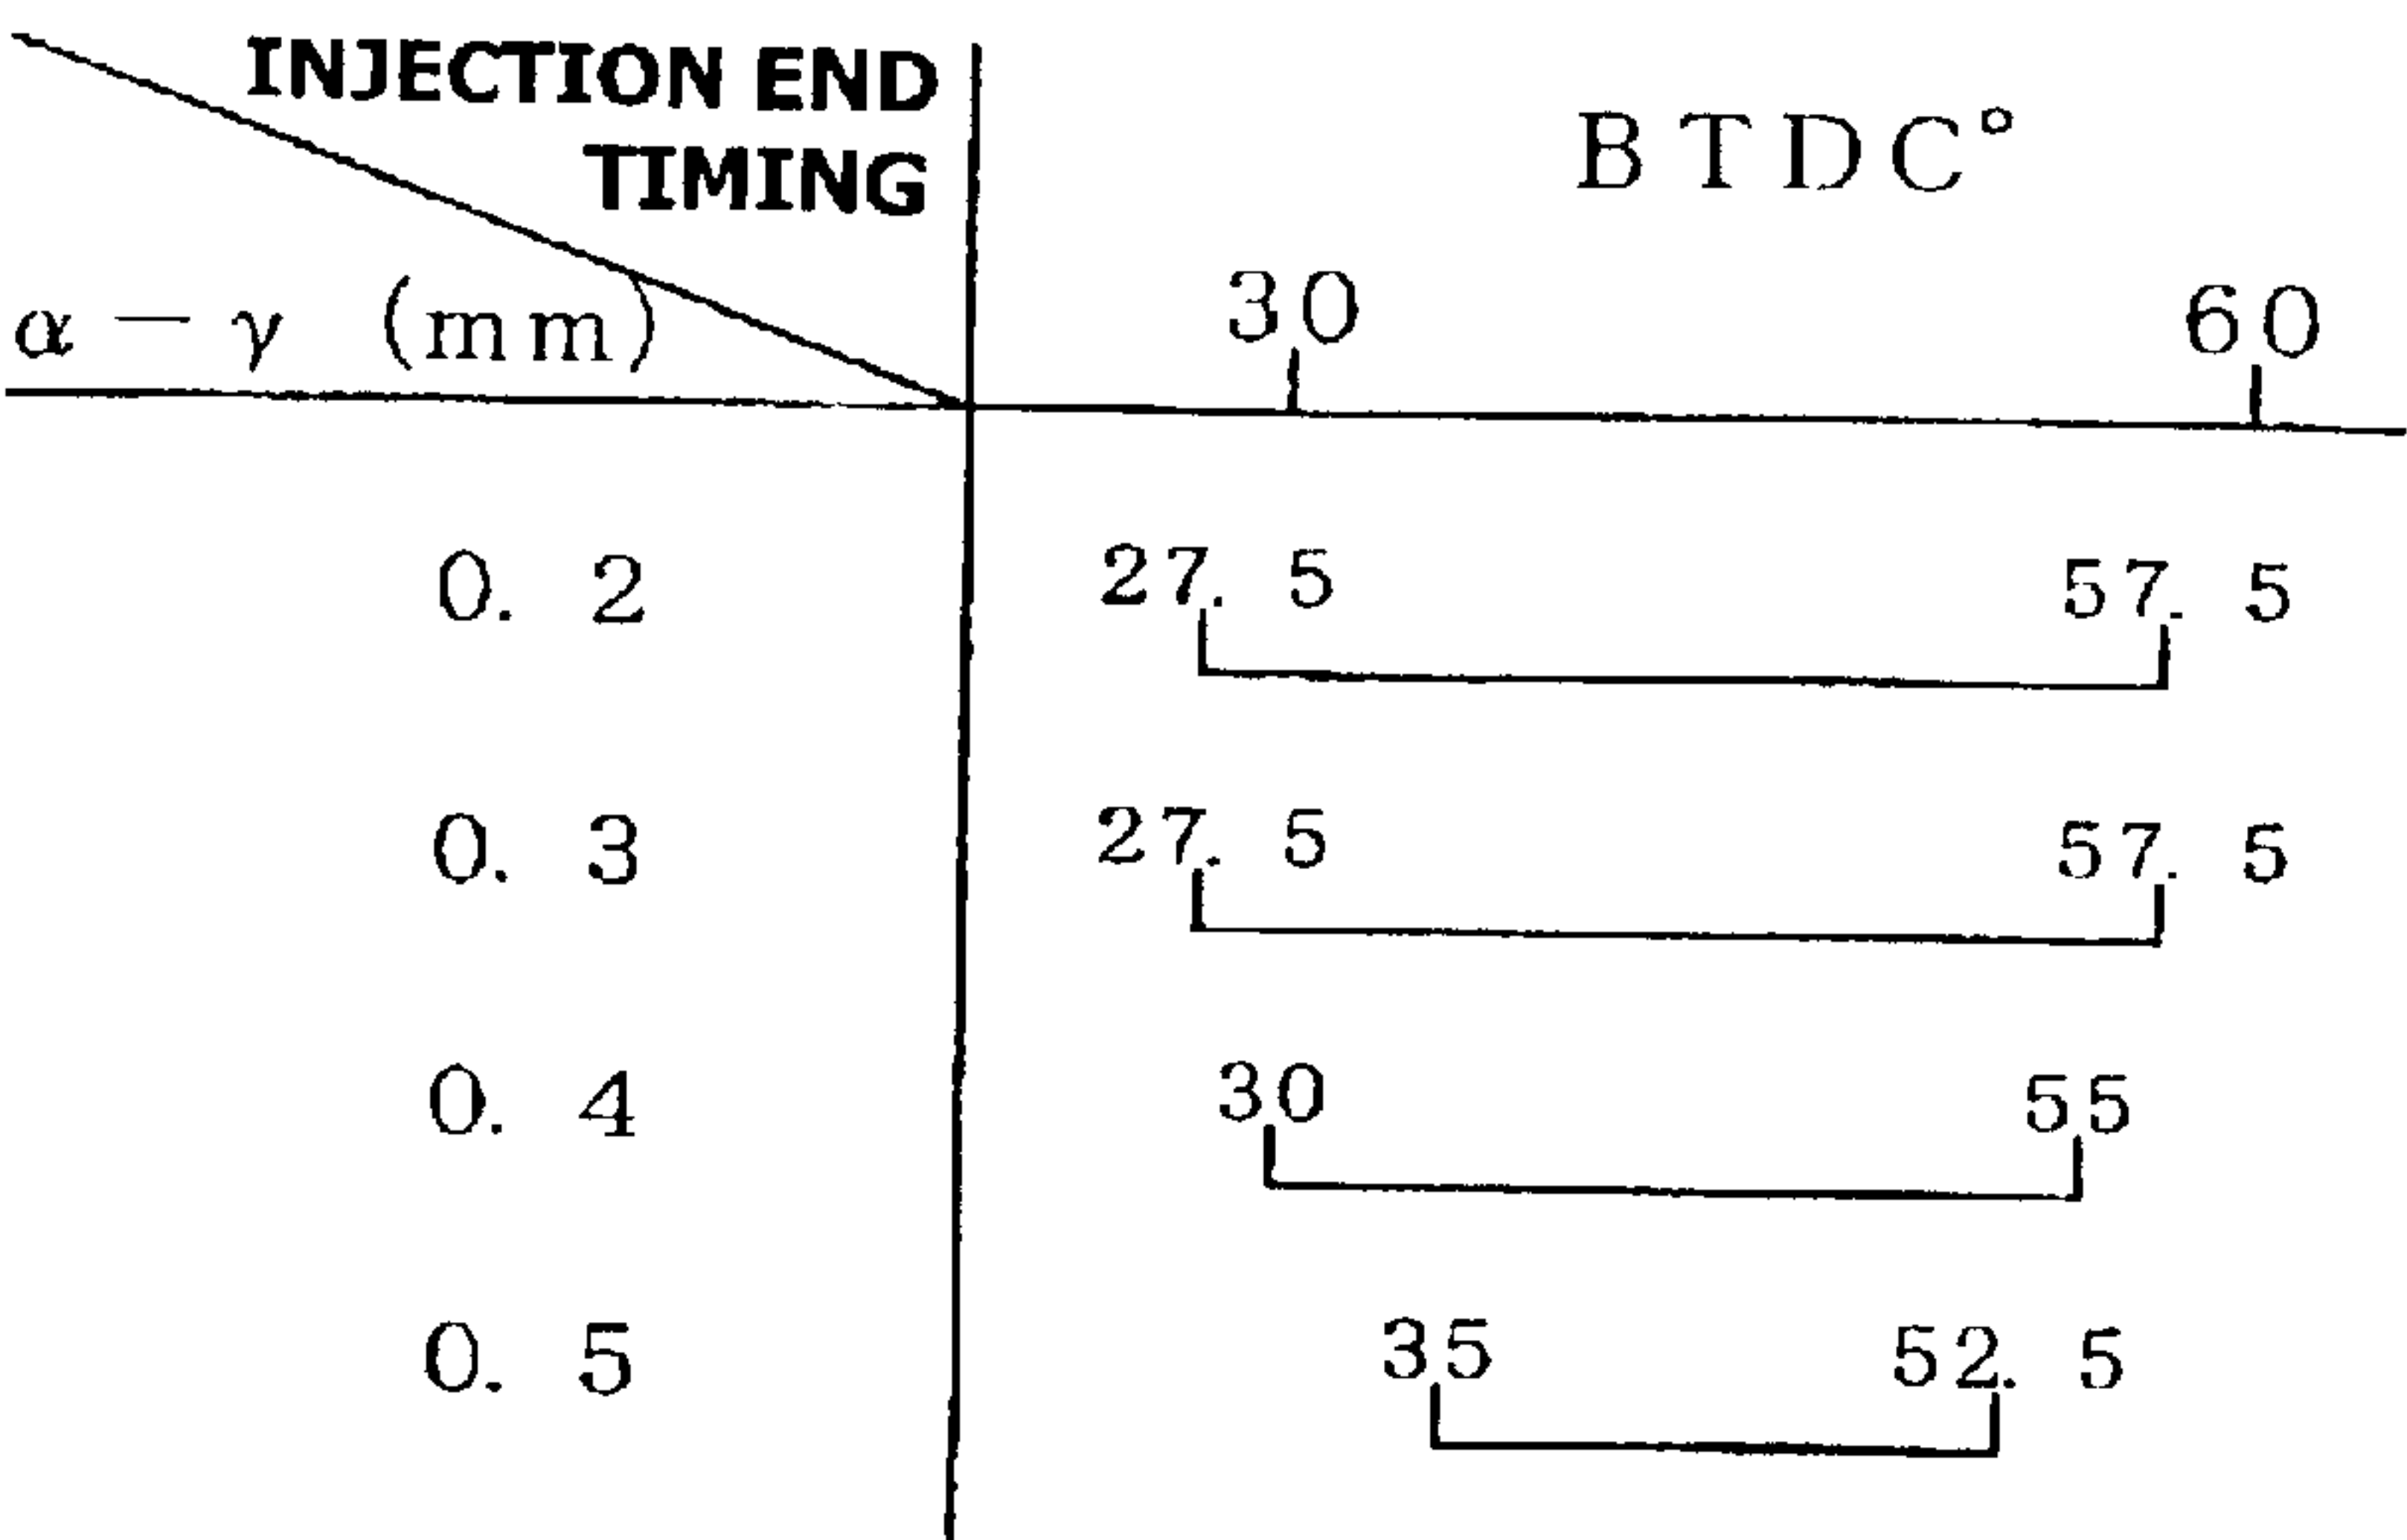 INJECTION END
TIMING
BTDC°
α − γ (mm)
30 60
0. 2 27. 5 57. 5
0. 3 27. 5 57. 5
0. 4 30 55
0. 5 35 52. 5